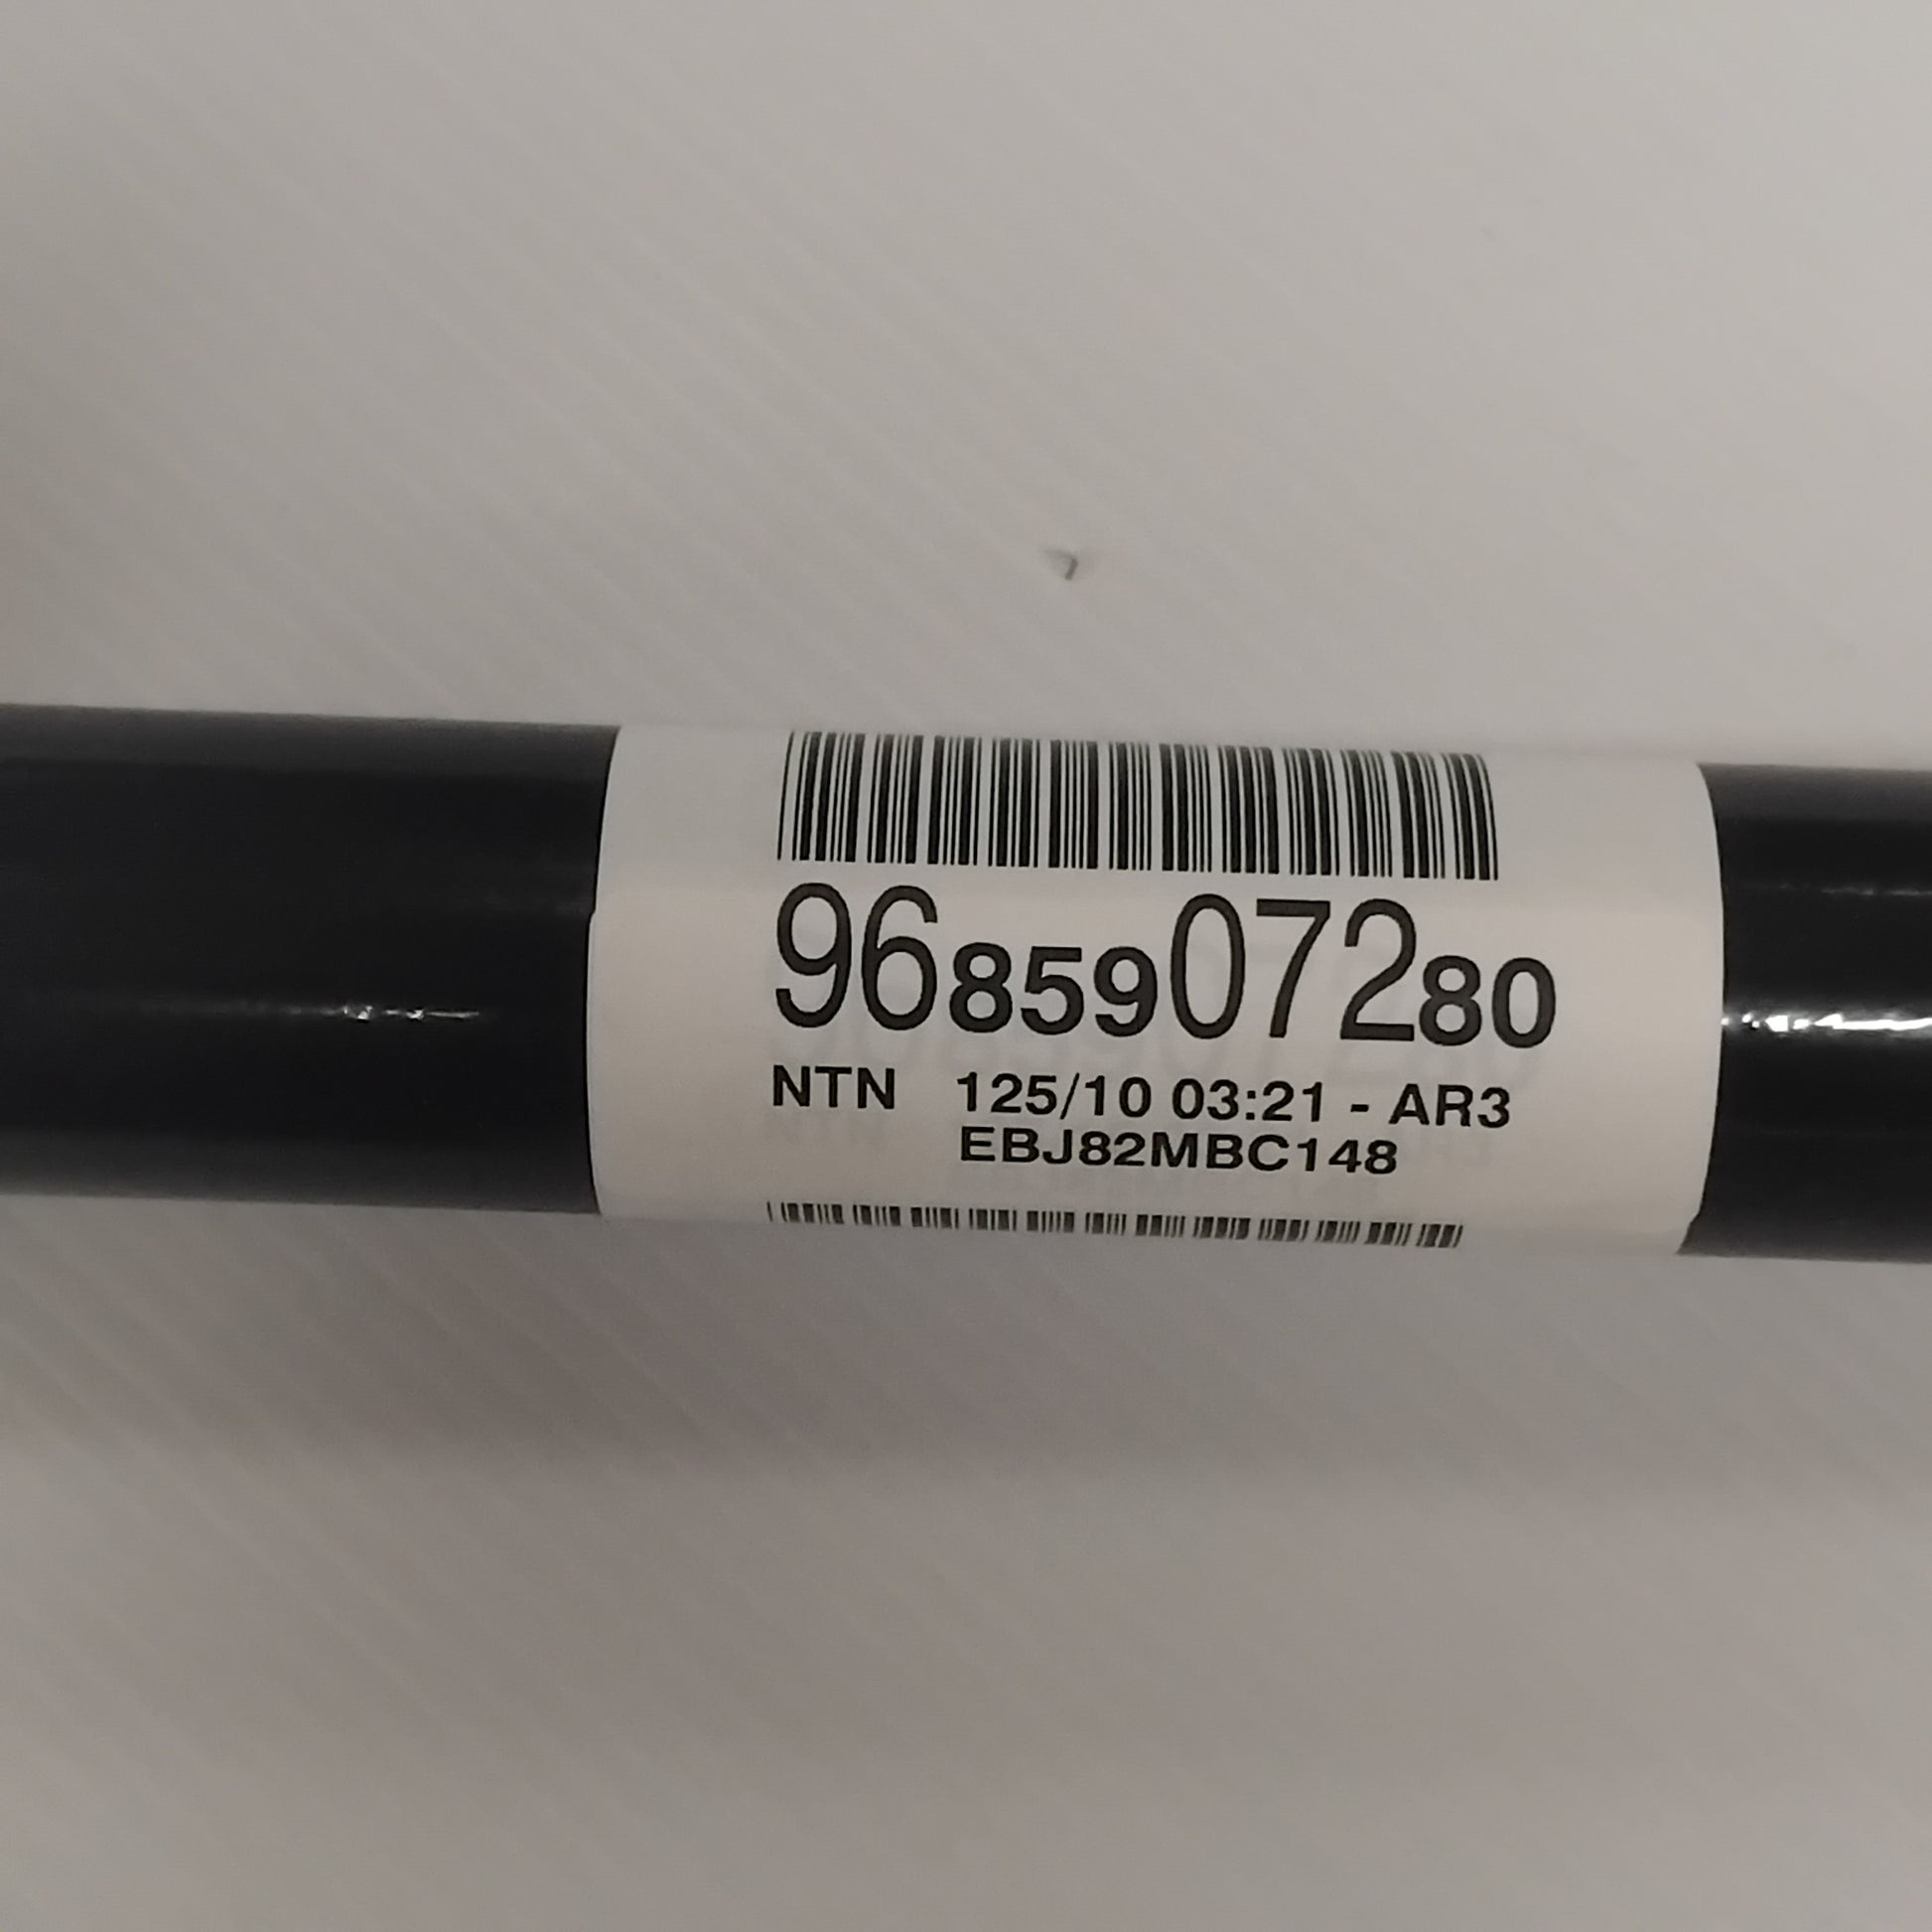 9685907280
NTN 125/10 03:21 - AR3
EBJ82MBC148